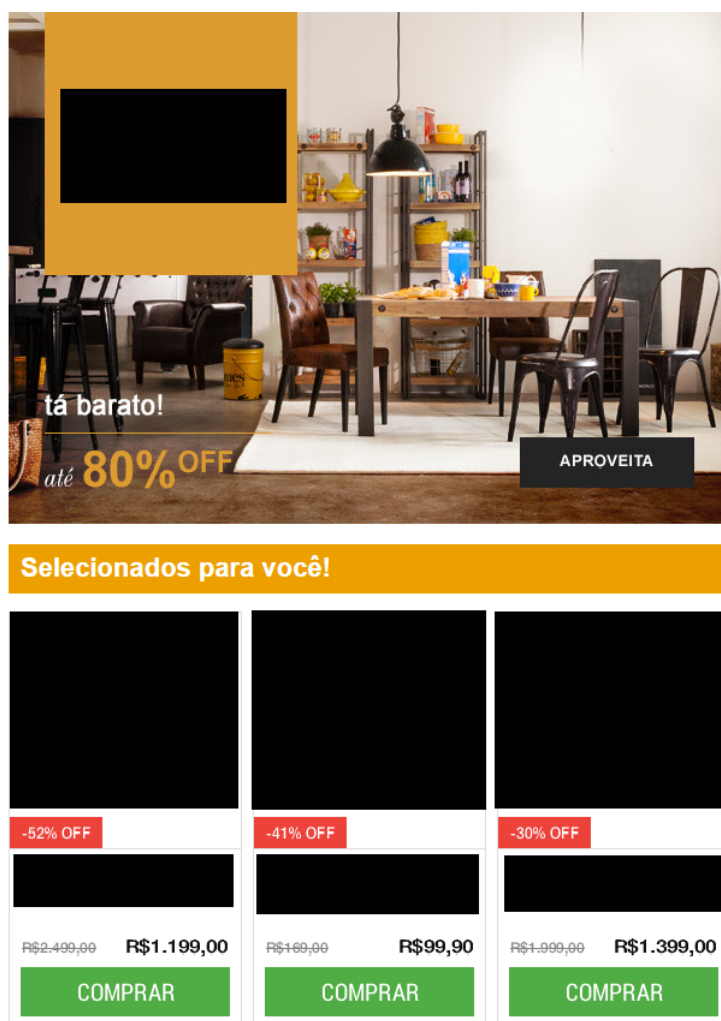 tá barato!
até 80% OFF
APROVEITA
Selecionados para você!
-52% OFF
-41% OFF
-30% OFF
R$2.499,00 R$1.199,00
R$169,00 R$99,90
R$1.999,00 R$1.399,00
COMPRAR
COMPRAR
COMPRAR